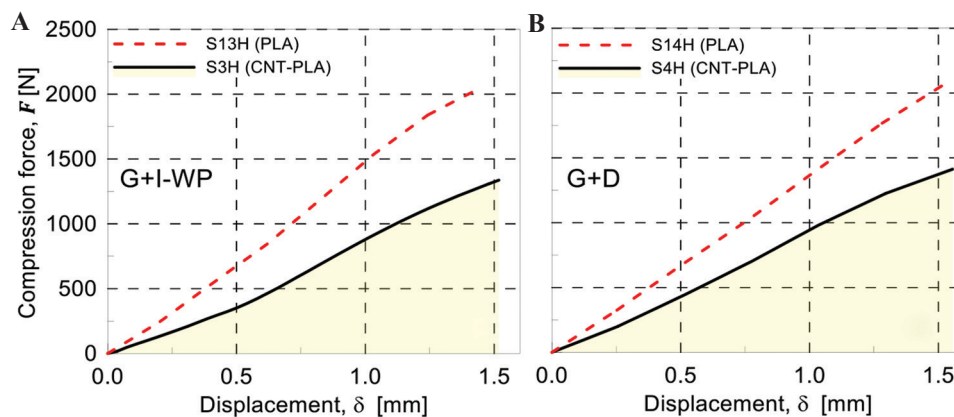 A
Compression force, F [N]
2500
2000
1500
1000
500
0
S13H (PLA)
S3H (CNT-PLA)
G+I-WP
0.0
0.5
1.0
1.5
Displacement, δ [mm]
B
S14H (PLA)
S4H (CNT-PLA)
G+D
0.0
0.5
1.0
1.5
Displacement, δ [mm]